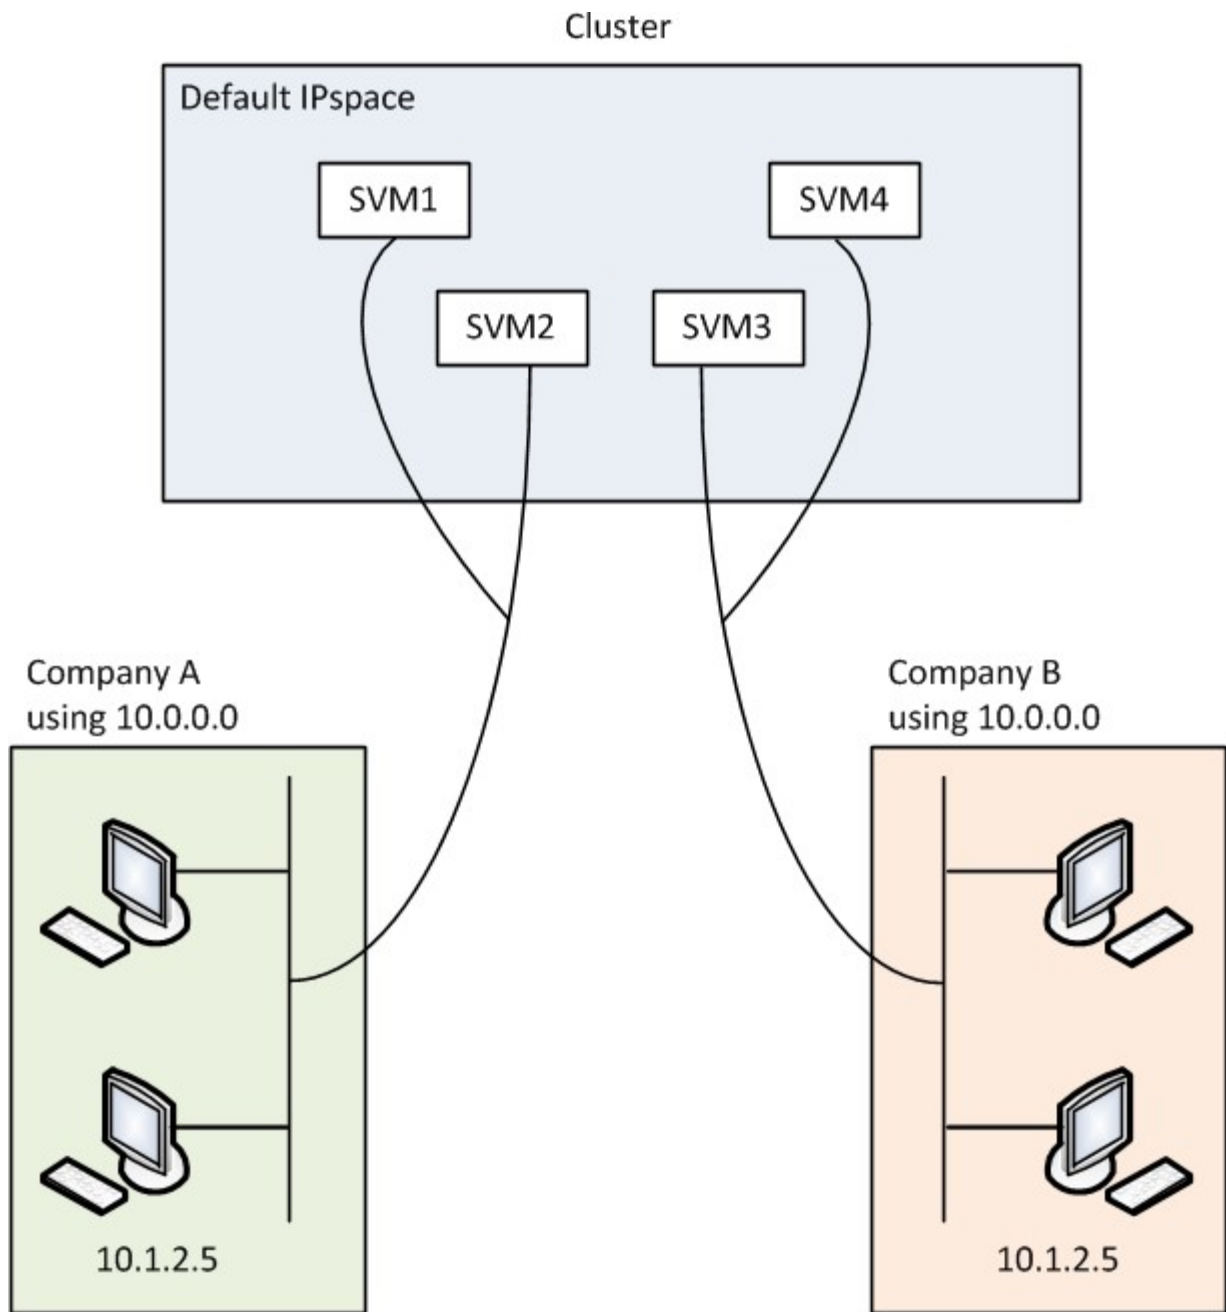 Cluster
Default IPspace
SVM1
SVM4
SVM2
SVM3
Company A
using 10.0.0.0
Company B
using 10.0.0.0
10.1.2.5
10.1.2.5